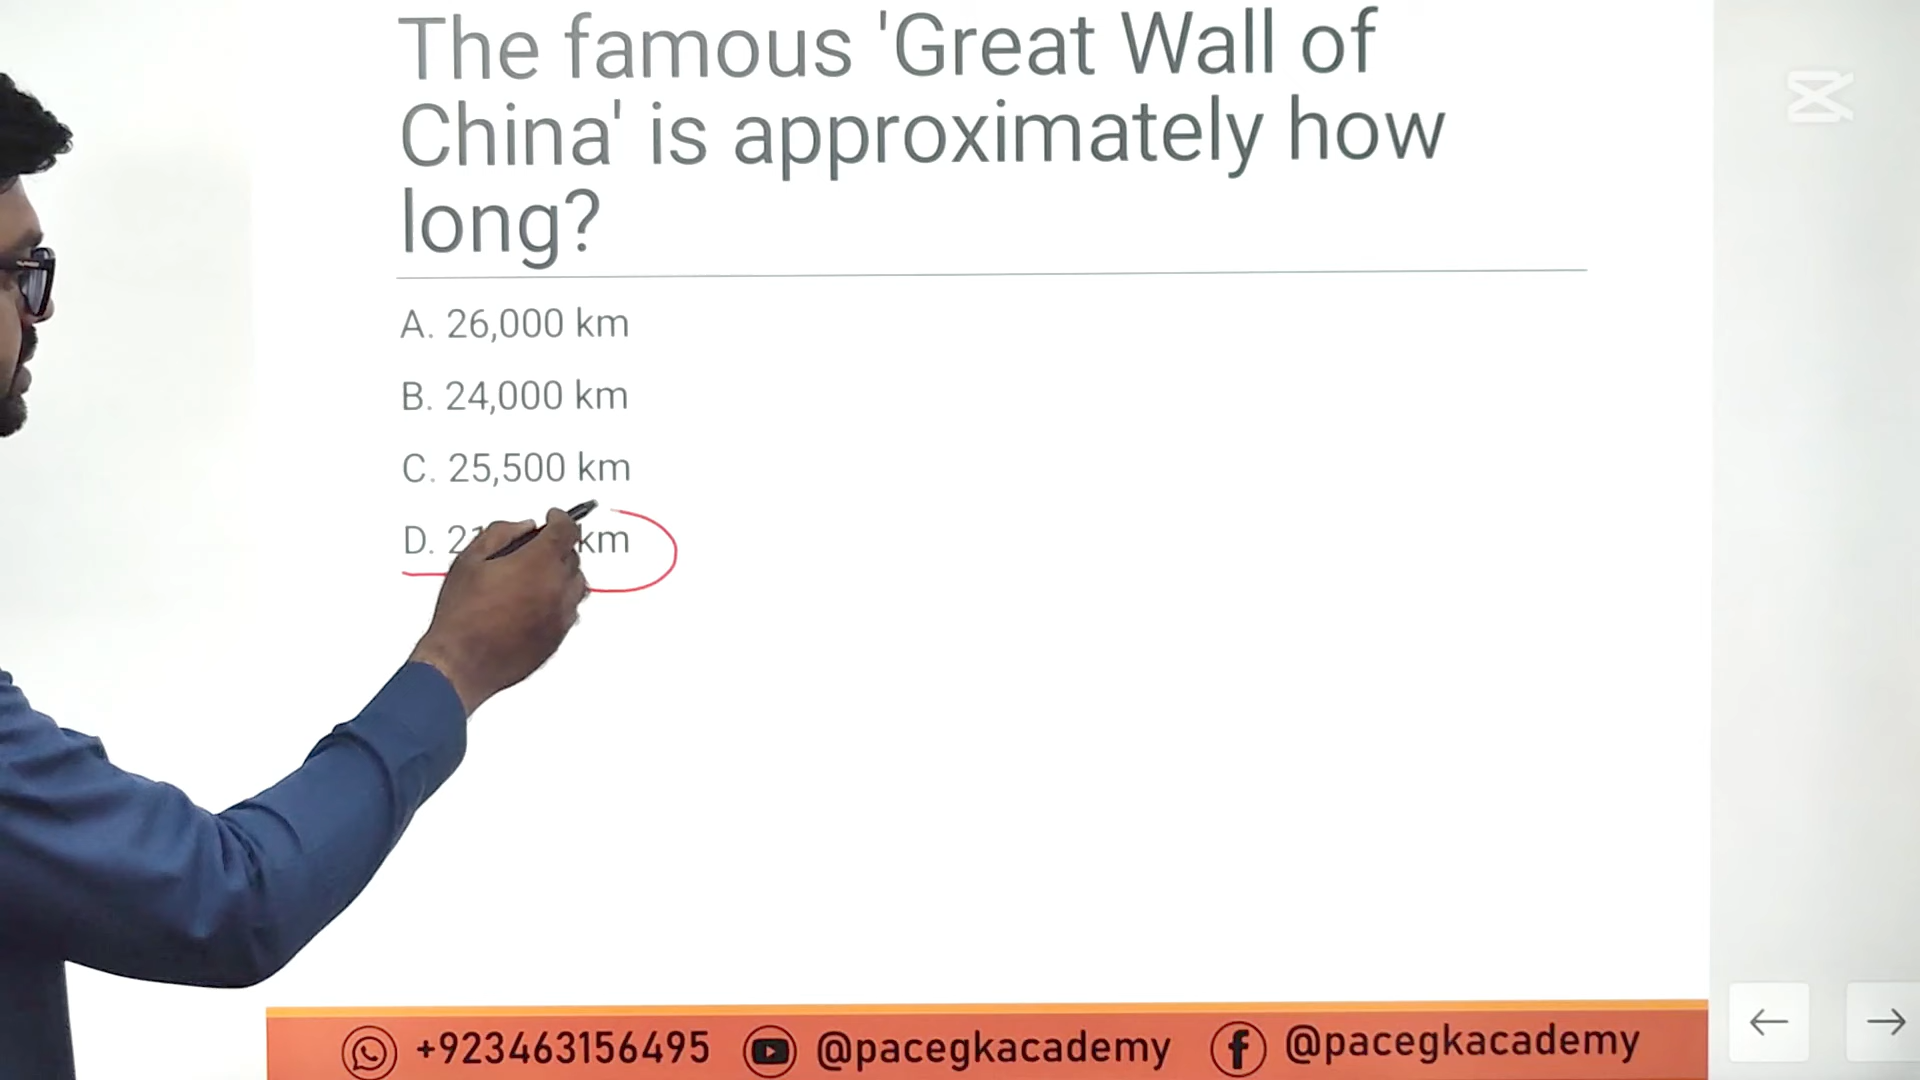 The famous 'Great Wall of
China' is approximately how
long?
A. 26,000 km
B. 24,000 km
C. 25,500 km
D. km
+923463156495 @pacegkacademy @pacegkacademy